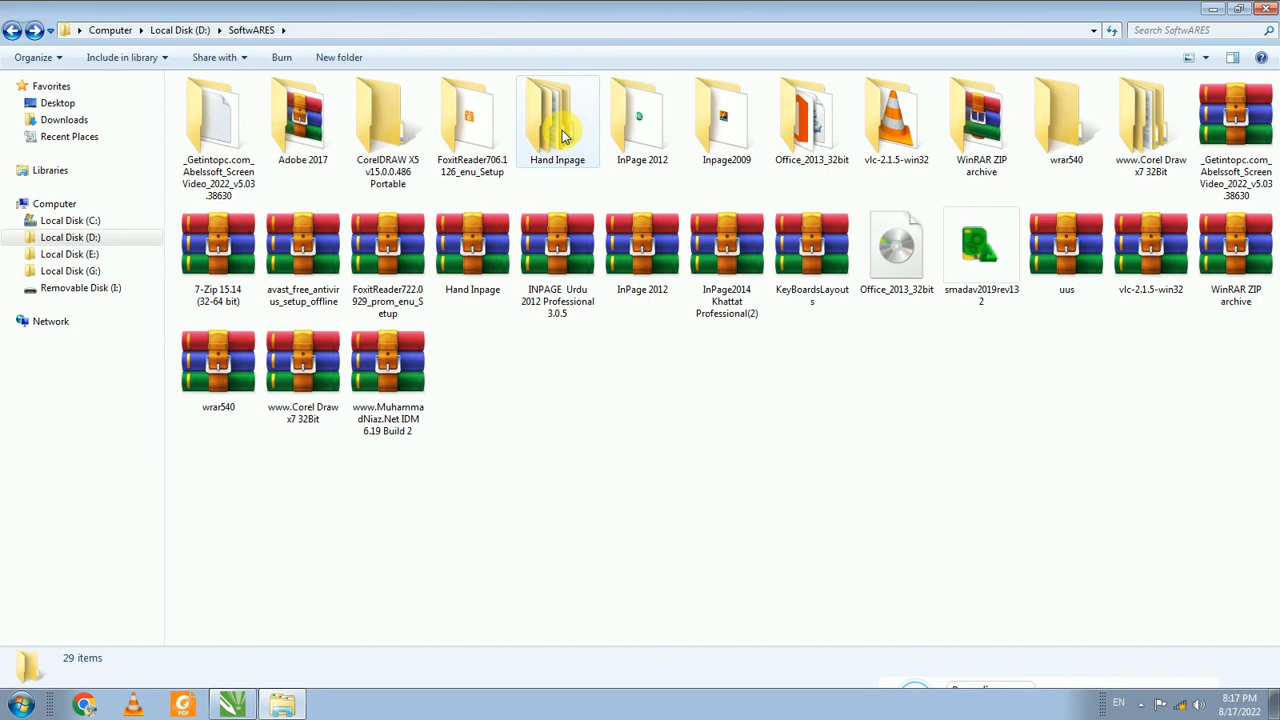 Computer Local Disk (D:) SoftwARES
Search SoftwARES
Organize Include in library Share with Burn New folder
Favorites
Desktop
Downloads
Recent Places
Libraries
Computer
Local Disk (C:)
Local Disk (D:)
Local Disk (E:)
Local Disk (G:)
Removable Disk (I:)
Network
_Getintopc.com_
Abelssoft_Screen
Video_2022_v5.03
.38630
Adobe 2017
CorelDRAW X5
v15.0.0.486
Portable
FoxitReader706.1
126_enu_Setup
Hand Inpage
InPage 2012
Inpage2009
Office_2013_32bit
vlc-2.1.5-win32
WinRAR ZIP
archive
wrar540
www.Corel Draw
x7 32Bit
_Getintopc.com_
Abelssoft_Screen
Video_2022_v5.03
.38630
7-Zip 15.14
(32-64 bit)
avast_free_antivir
us_setup_offline
FoxitReader722.0
929_prom_enu_S
etup
Hand Inpage
INPAGE Urdu
2012 Professional
3.0.5
InPage 2012
InPage2014
Khattat
Professional(2)
KeyBoardsLayout
s
Office_2013_32bit
smadav2019rev13
2
uus
vlc-2.1.5-win32
WinRAR ZIP
archive
wrar540
www.Corel Draw
x7 32Bit
www.Muhamma
dNiaz.Net IDM
6.19 Build 2
29 items
PDF
EN
8:17 PM
8/17/2022